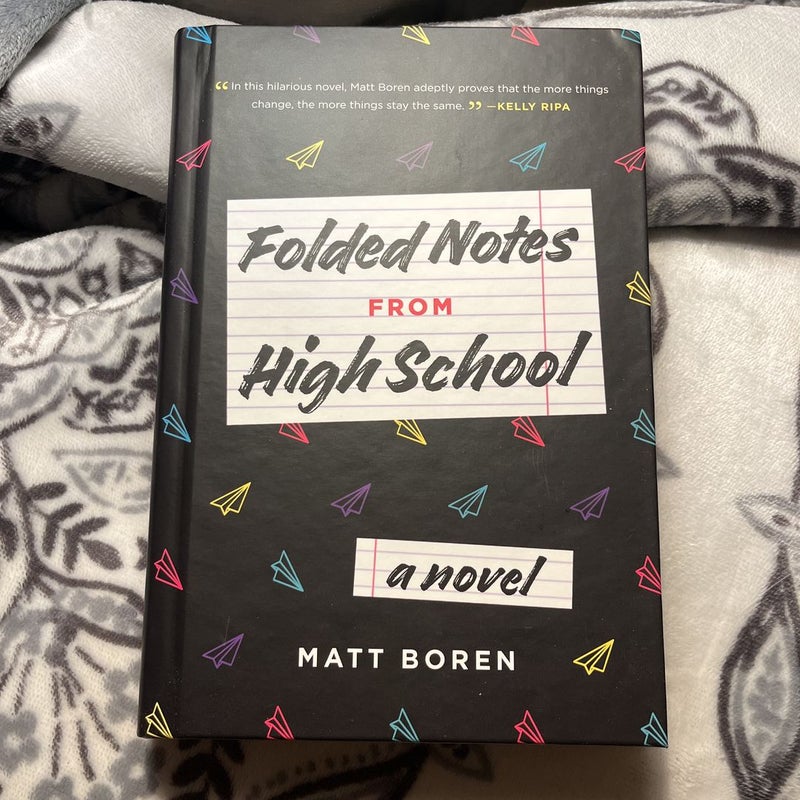 “ In this hilarious novel, Matt Boren adeptly proves that the more things
change, the more things stay the same. ” —KELLY RIPA
Folded Notes
FROM
High School
a novel
MATT BOREN